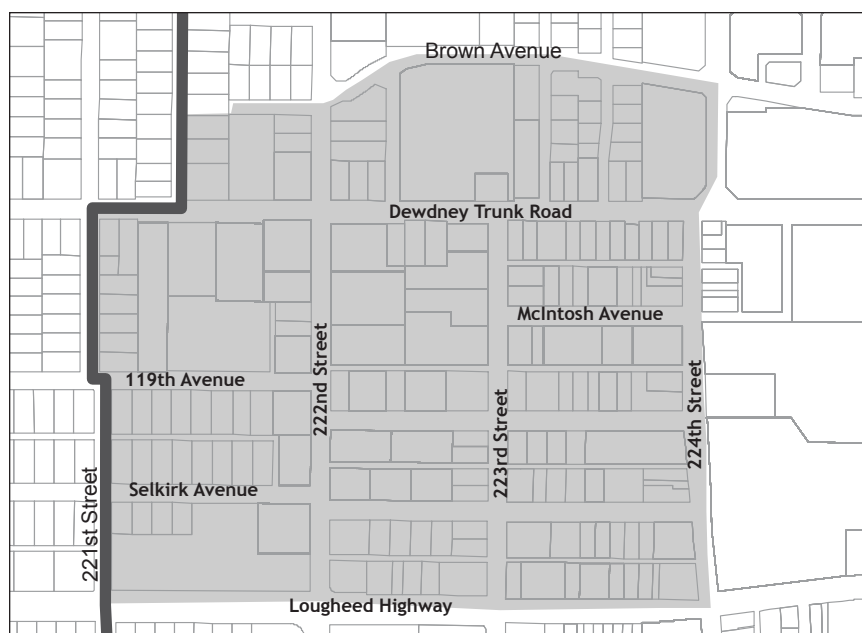 Brown Avenue
Dewdney Trunk Road
McIntosh Avenue
222nd Street
119th Avenue
224th Street
223rd Street
Selkirk Avenue
221st Street
Lougheed Highway